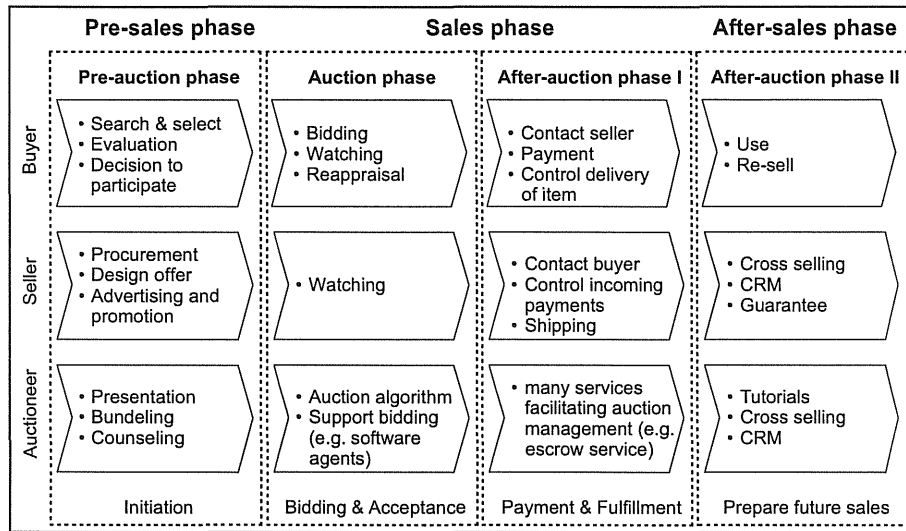 Pre-sales phase Sales phase After-sales phase
Pre-auction phase Auction phase After-auction phase I After-auction phase II
Buyer
• Search & select
• Evaluation
• Decision to
participate
• Bidding
• Watching
• Reappraisal
• Contact seller
• Payment
• Control delivery
of item
• Use
• Re-sell
Seller
• Procurement
• Design offer
• Advertising and
promotion
• Watching
• Contact buyer
• Control incoming
payments
• Shipping
• Cross selling
• CRM
• Guarantee
Auctioneer
• Presentation
• Bundeling
• Counseling
• Auction algorithm
• Support bidding
(e.g. software
agents)
• many services
facilitating auction
management (e.g.
escrow service)
• Tutorials
• Cross selling
• CRM
Initiation Bidding & Acceptance Payment & Fulfillment Prepare future sales